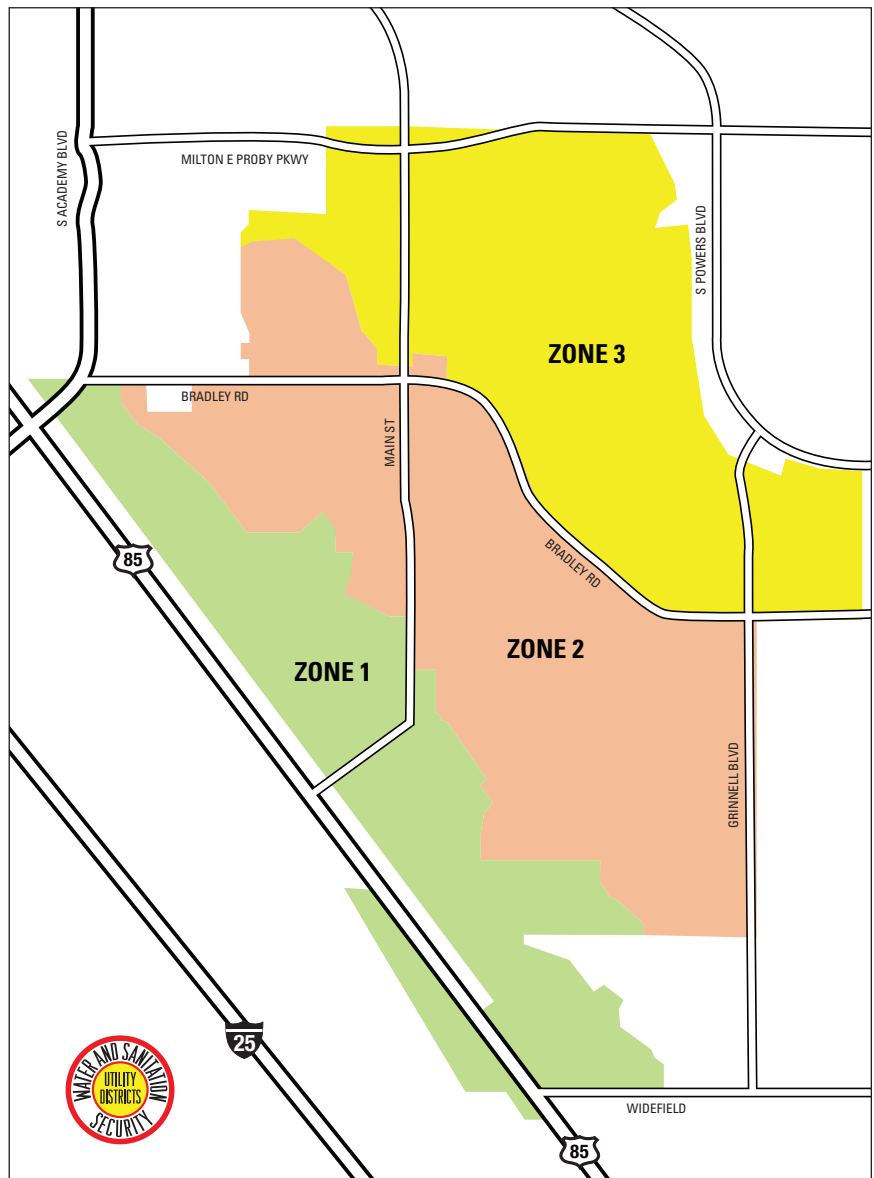 S ACADEMY BLVD
MILTON E PROBY PKWY
S POWERS BLVD
ZONE 3
BRADLEY RD
MAIN ST
85
BRADLEY RD
ZONE 2
ZONE 1
GRINNELL BLVD
25
WATER AND SANITATION
UTILITY
DISTRICTS
SECURITY
WIDEFIELD
85